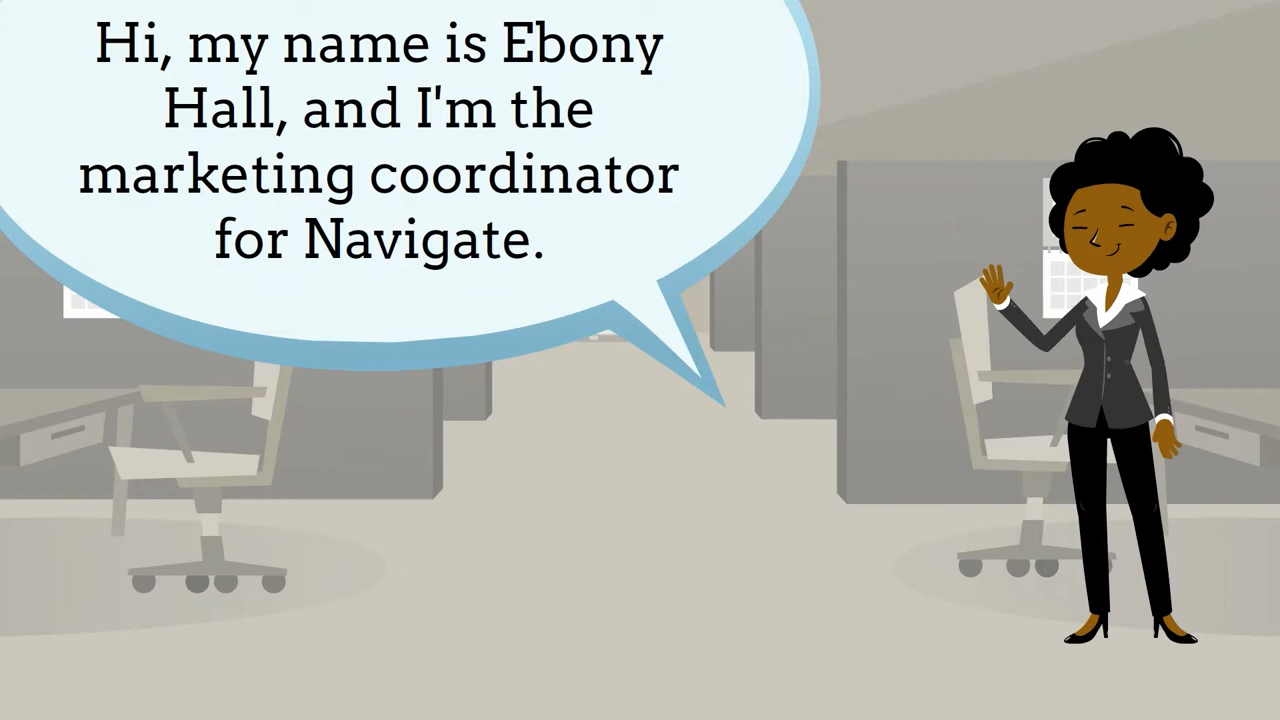 Hi, my name is Ebony
Hall, and I'm the
marketing coordinator
for Navigate.